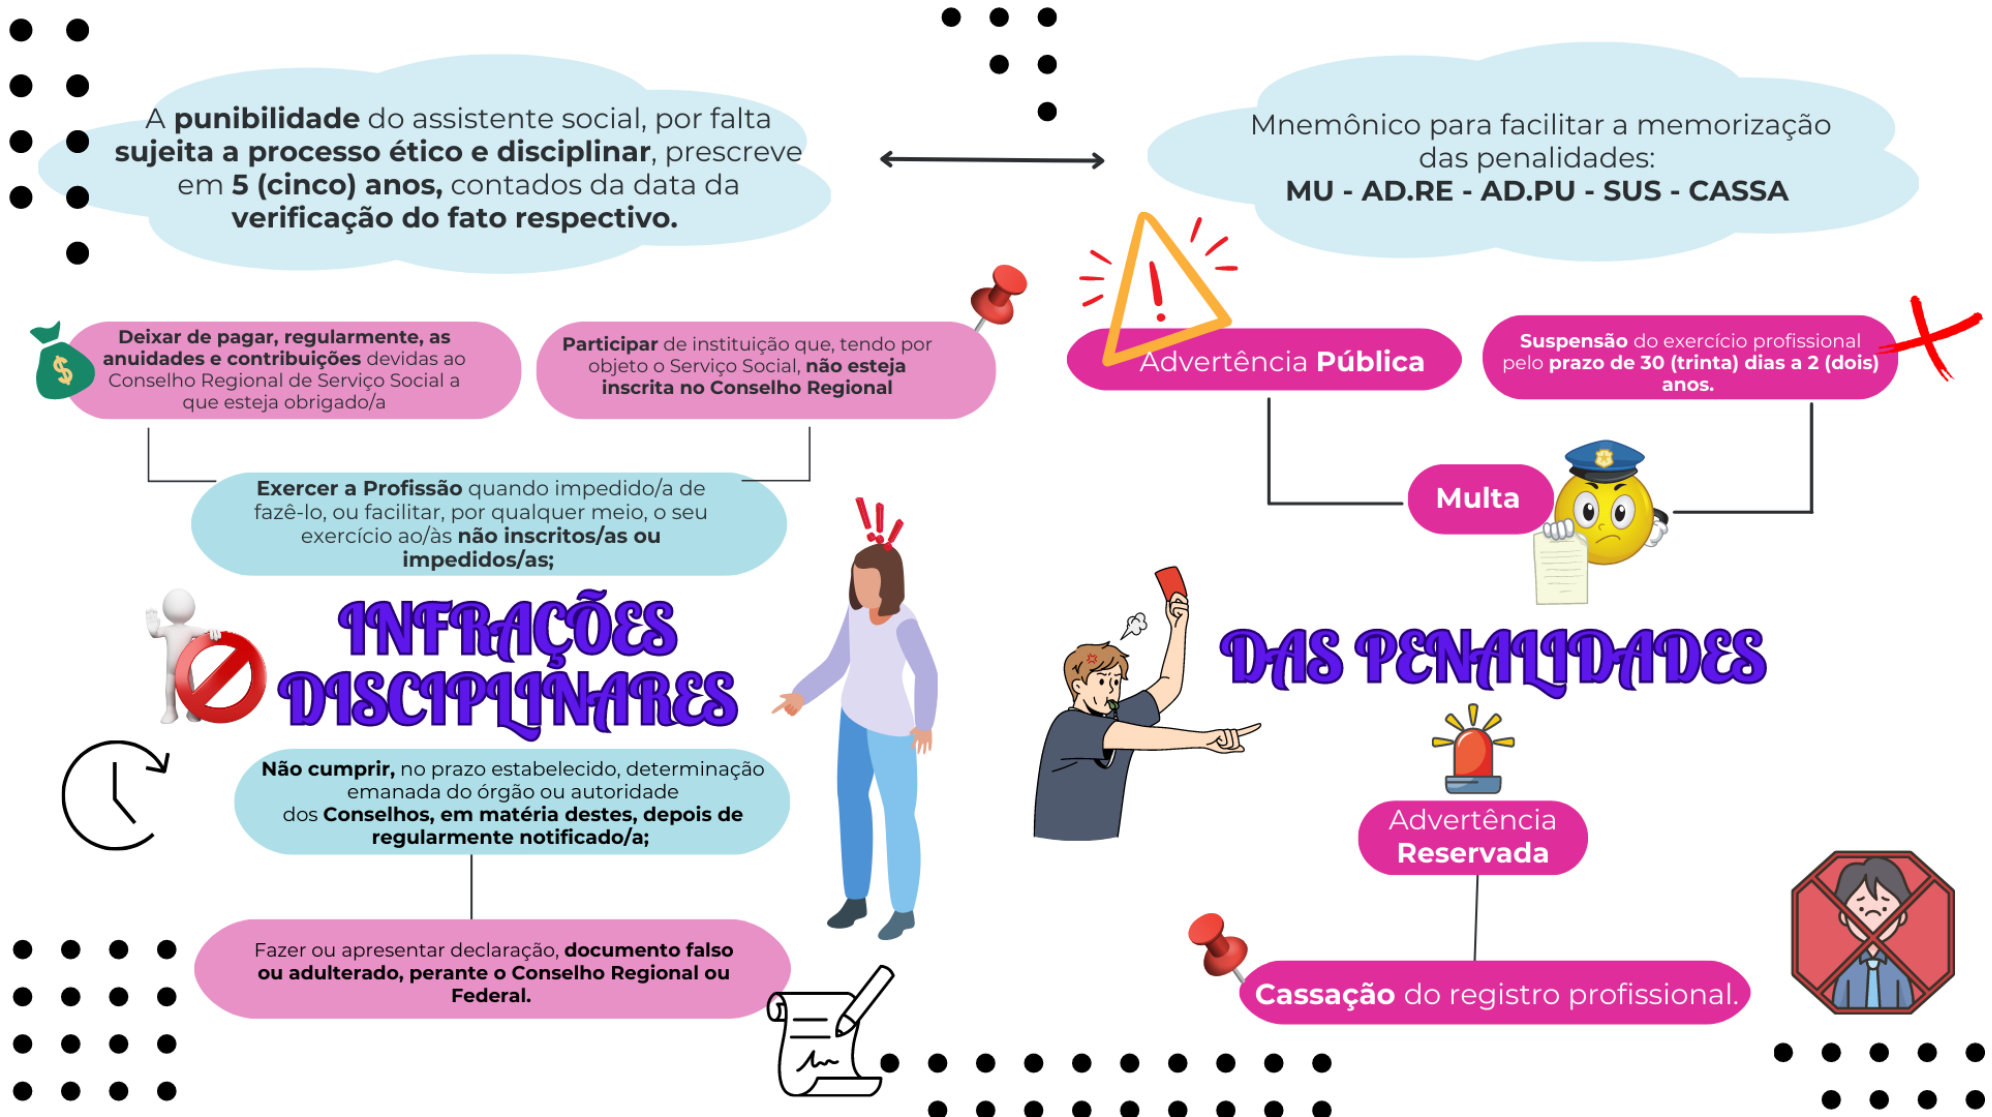 A punibilidade do assistente social, por falta
sujeita a processo ético e disciplinar, prescreve
em 5 (cinco) anos, contados da data da
verificação do fato respectivo.
Mnemônico para facilitar a memorização
das penalidades:
MU - AD.RE - AD.PU - SUS - CASSA
Deixar de pagar, regularmente, as
anuidades e contribuições devidas ao
Conselho Regional de Serviço Social a
que esteja obrigado/a
Participar de instituição que, tendo por
objeto o Serviço Social, não esteja
inscrita no Conselho Regional
Advertência Pública
Suspensão do exercício profissional
pelo prazo de 30 (trinta) dias a 2 (dois)
anos.
Exercer a Profissão quando impedido/a de
fazê-lo, ou facilitar, por qualquer meio, o seu
exercício ao/às não inscritos/as ou
impedidos/as;
Multa
INFRAÇÕES
DISCIPLINARES
DAS PENALIDADES
Não cumprir, no prazo estabelecido, determinação
emanada do órgão ou autoridade
dos Conselhos, em matéria destes, depois de
regularmente notificado/a;
Advertência
Reservada
Fazer ou apresentar declaração, documento falso
ou adulterado, perante o Conselho Regional ou
Federal.
Cassação do registro profissional.